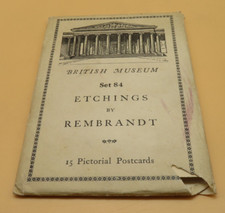 BRITISH MUSEUM
Set 84
ETCHINGS
BY
REMBRANDT
15 Pictorial Postcards